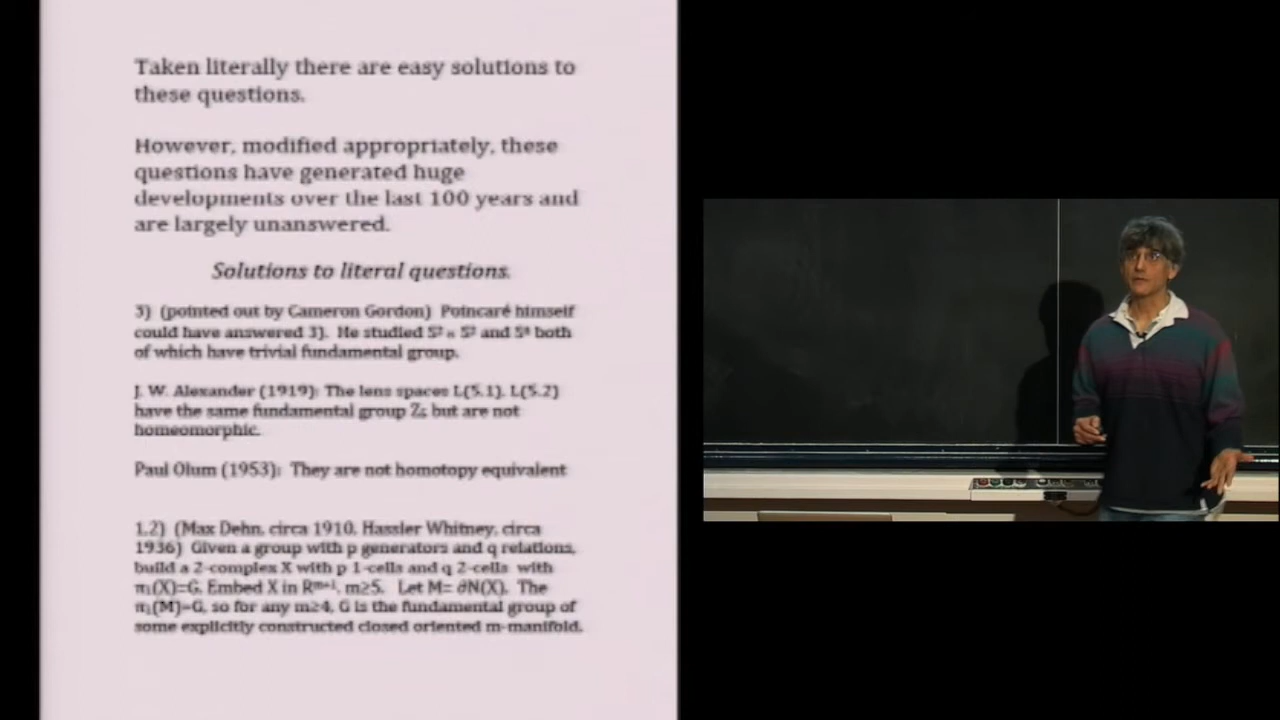 Taken literally there are easy solutions to
these questions.
However, modified appropriately, these
questions have generated huge
developments over the last 100 years and
are largely unanswered.
Solutions to literal questions.
3) (pointed out by Cameron Gordon) Poincaré himself
could have answered 3). He studied S² × S² and S⁴ both
of which have trivial fundamental group.
J. W. Alexander (1919): The lens spaces L(5,1), L(5,2)
have the same fundamental group Z₅ but are not
homeomorphic.
Paul Olum (1953): They are not homotopy equivalent
1,2) (Max Dehn, circa 1910, Hassler Whitney, circa
1936) Given a group with p generators and q relations,
build a 2-complex X with p 1-cells and q 2-cells with
π₁(X)=G. Embed X in Rᵐ⁺¹, m≥5. Let M= ∂N(X). The
π₁(M)=G, so for any m≥4, G is the fundamental group of
some explicitly constructed closed oriented m-manifold.